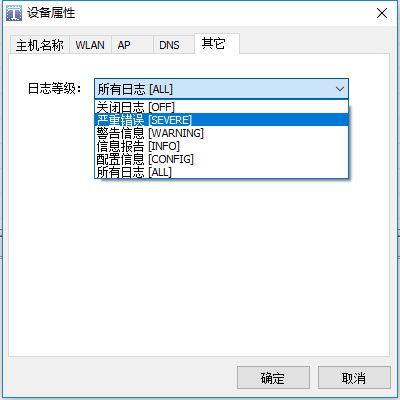 设备属性
主机名称 WLAN AP DNS 其它
日志等级： 所有日志 [ALL]
关闭日志 [OFF]
严重错误 [SEVERE]
警告信息 [WARNING]
信息报告 [INFO]
配置信息 [CONFIG]
所有日志 [ALL]
确定 取消